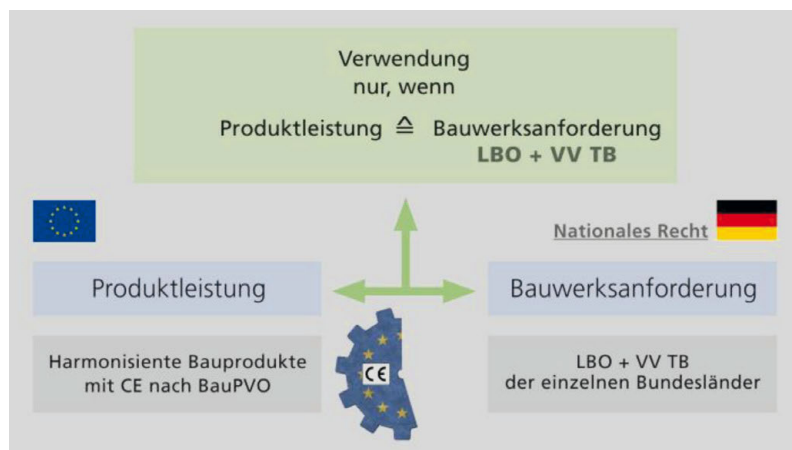 Verwendung
nur, wenn
Produktleistung ≙ Bauwerksanforderung
LBO + VV TB
Nationales Recht
Produktleistung
Bauwerksanforderung
Harmonisiente Bauprodukte
mit CE nach BauPVO
CE
LBO + VV TB
der einzelnen Bundesländer